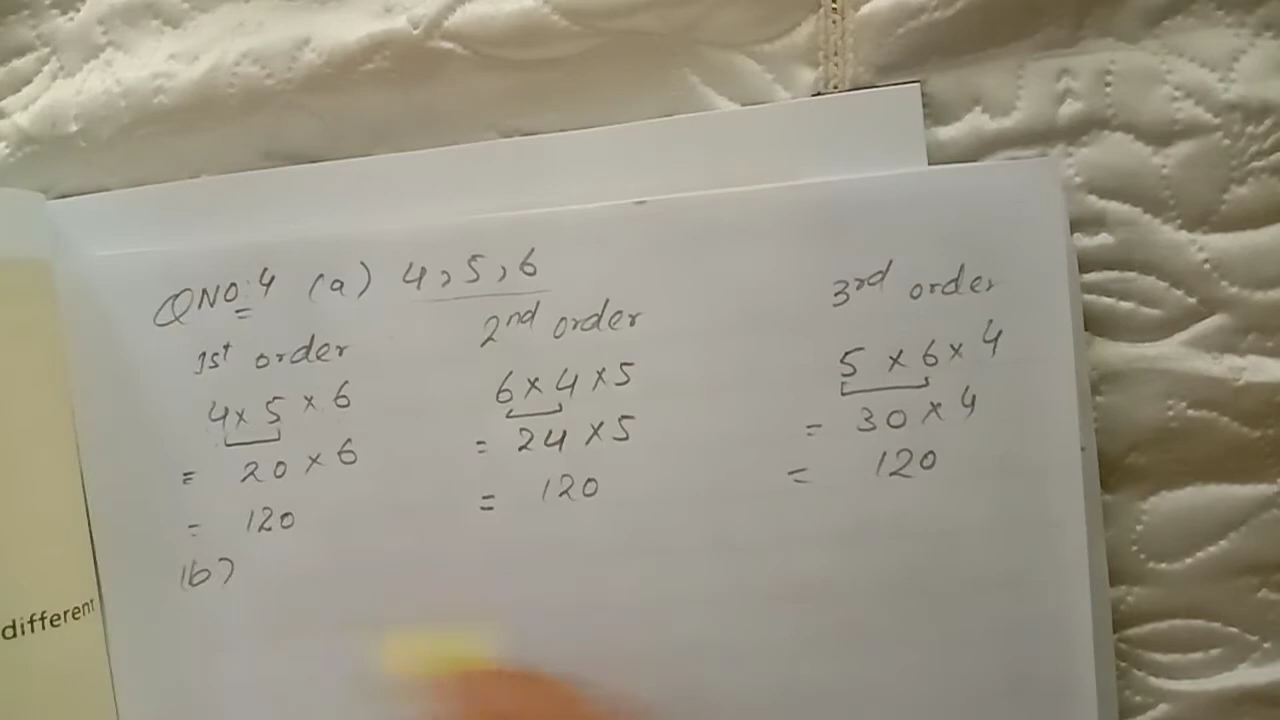 QNO:4 (a) 4,5,6
1st order
4 × 5 × 6
= 20 × 6
= 120
2nd order
6 × 4 × 5
= 24 × 5
= 120
3rd order
5 × 6 × 4
= 30 × 4
= 120
(b)
different